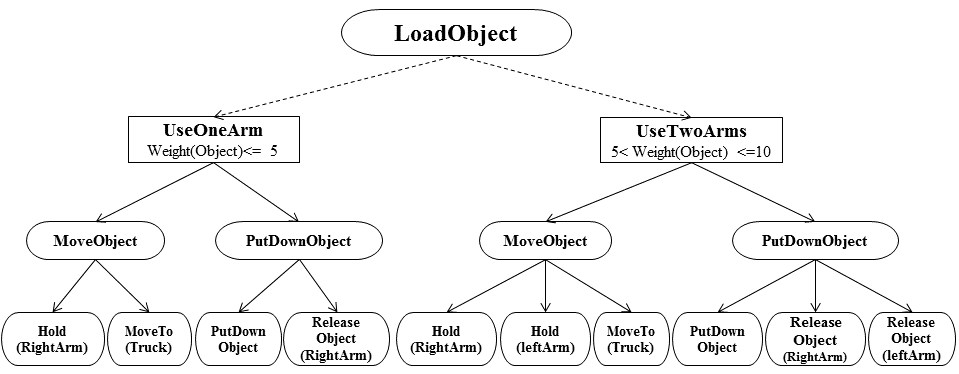 LoadObject
UseOneArm
Weight(Object)<= 5
UseTwoArms
5< Weight(Object) <=10
MoveObject
PutDownObject
MoveObject
PutDownObject
Hold
(RightArm)
MoveTo
(Truck)
PutDown
Object
Release
Object
(RightArm)
Hold
(RightArm)
Hold
(leftArm)
MoveTo
(Truck)
PutDown
Object
Release
Object
(RightArm)
Release
Object
(leftArm)